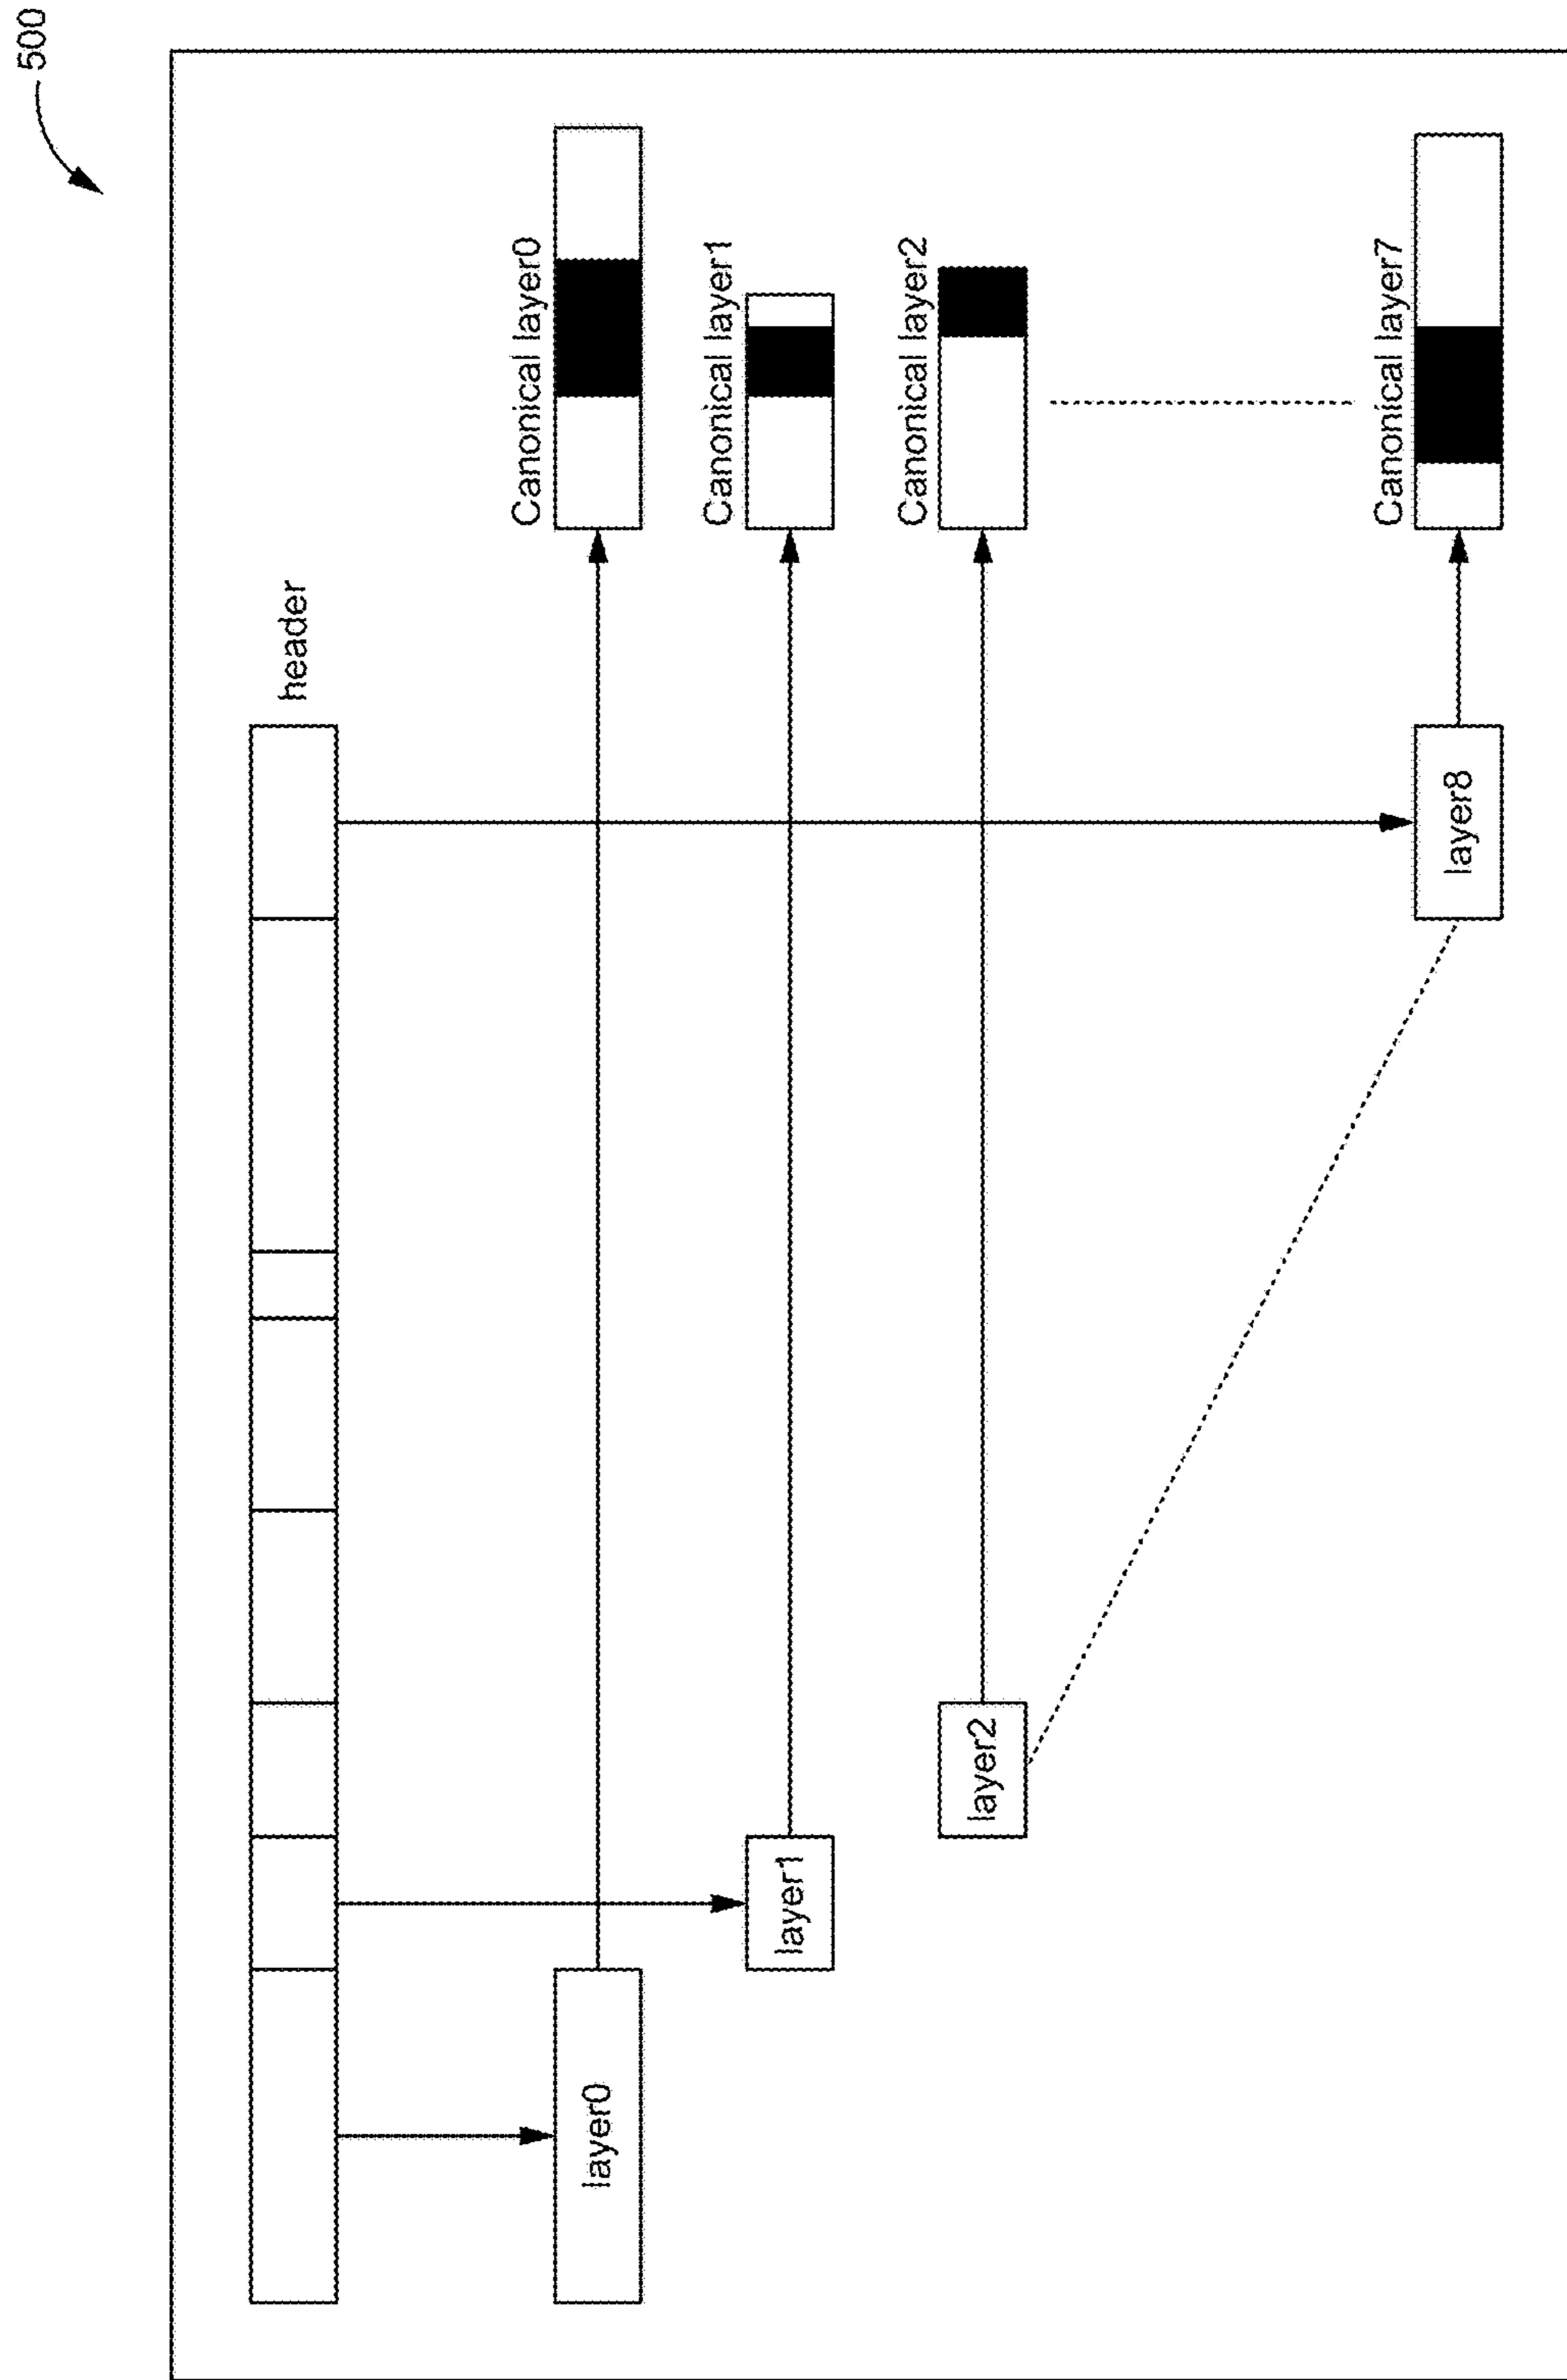 500
header
Canonical layer0
layer0
Canonical layer1
layer1
Canonical layer2
layer2
Canonical layer7
layer8